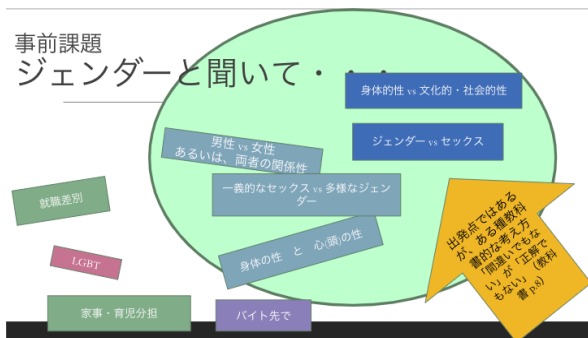 事前課題
ジェンダーと聞いて・・・
身体的性 vs 文化的・社会的性
ジェンダー vs セックス
男性 vs 女性
あるいは、両者の関係性
一義的なセックス vs 多様なジェン
ダー
身体の性　と　心(頭)の性
就職差別
LGBT
家事・育児分担
バイト先で
出発点ではある
が、ある種教科
書的な考え方
「間違いでもな
い」が「正解で
もない」（教科
書 p.8）